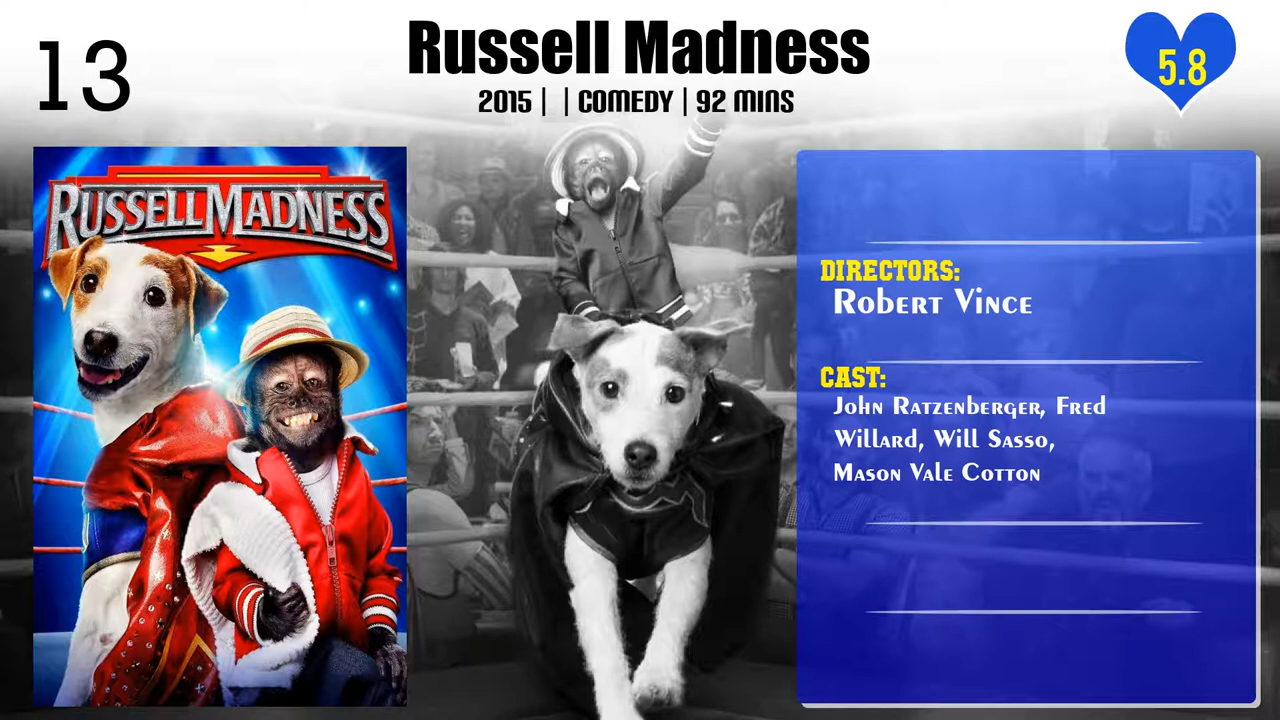 13
Russell Madness
2015 | | COMEDY | 92 MINS
5.8
RUSSELL MADNESS
DIRECTORS:
ROBERT VINCE
CAST:
JOHN RATZENBERGER, FRED
WILLARD, WILL SASSO,
MASON VALE COTTON